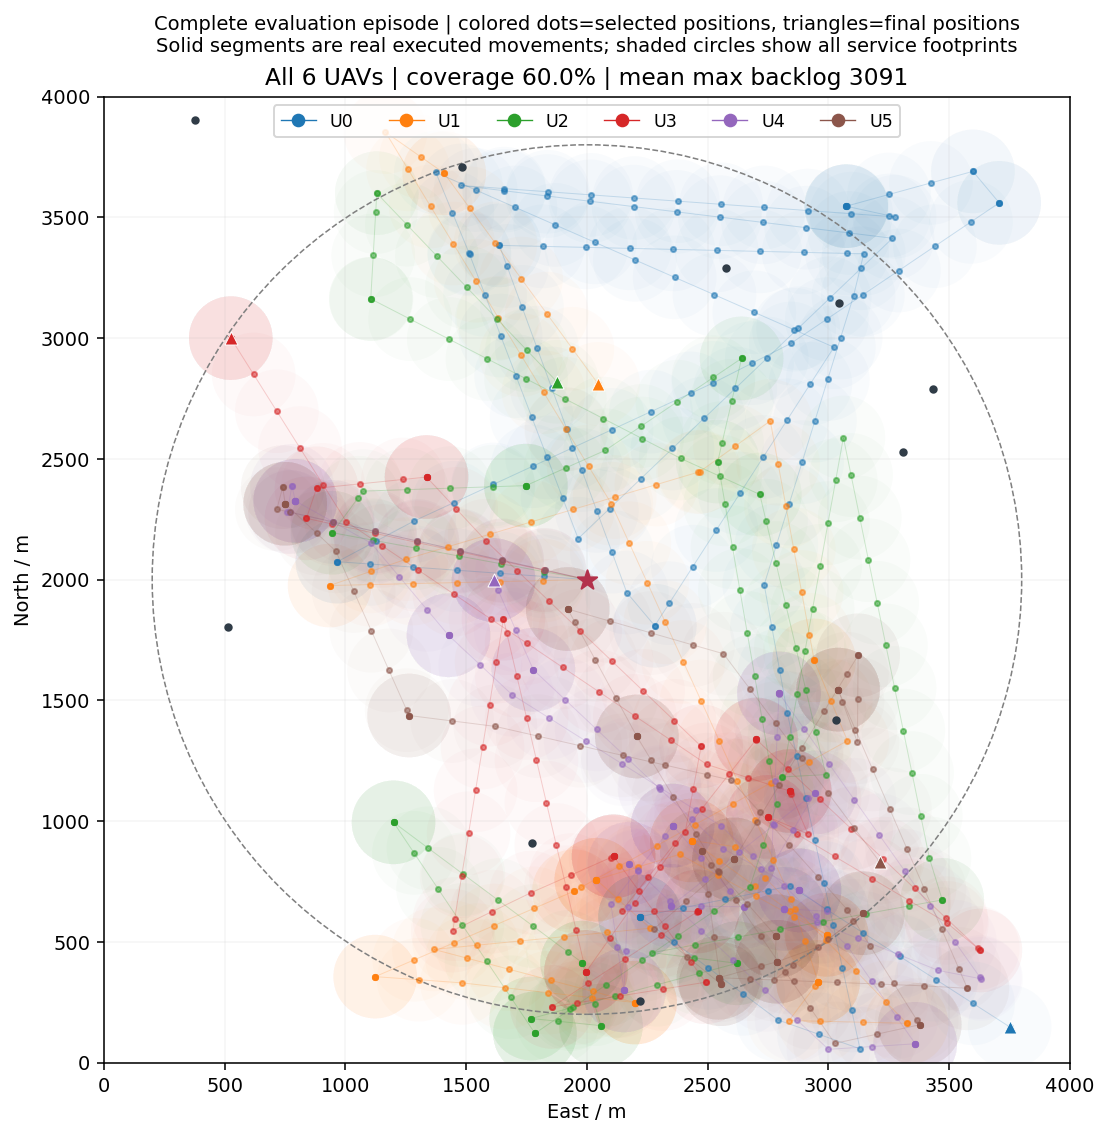 Complete evaluation episode | colored dots=selected positions, triangles=final positions
Solid segments are real executed movements; shaded circles show all service footprints
All 6 UAVs | coverage 60.0% | mean max backlog 3091
U0 U1 U2 U3 U4 U5
4000
3500
3000
2500
2000
1500
1000
500
0
North / m
0 500 1000 1500 2000 2500 3000 3500 4000
East / m